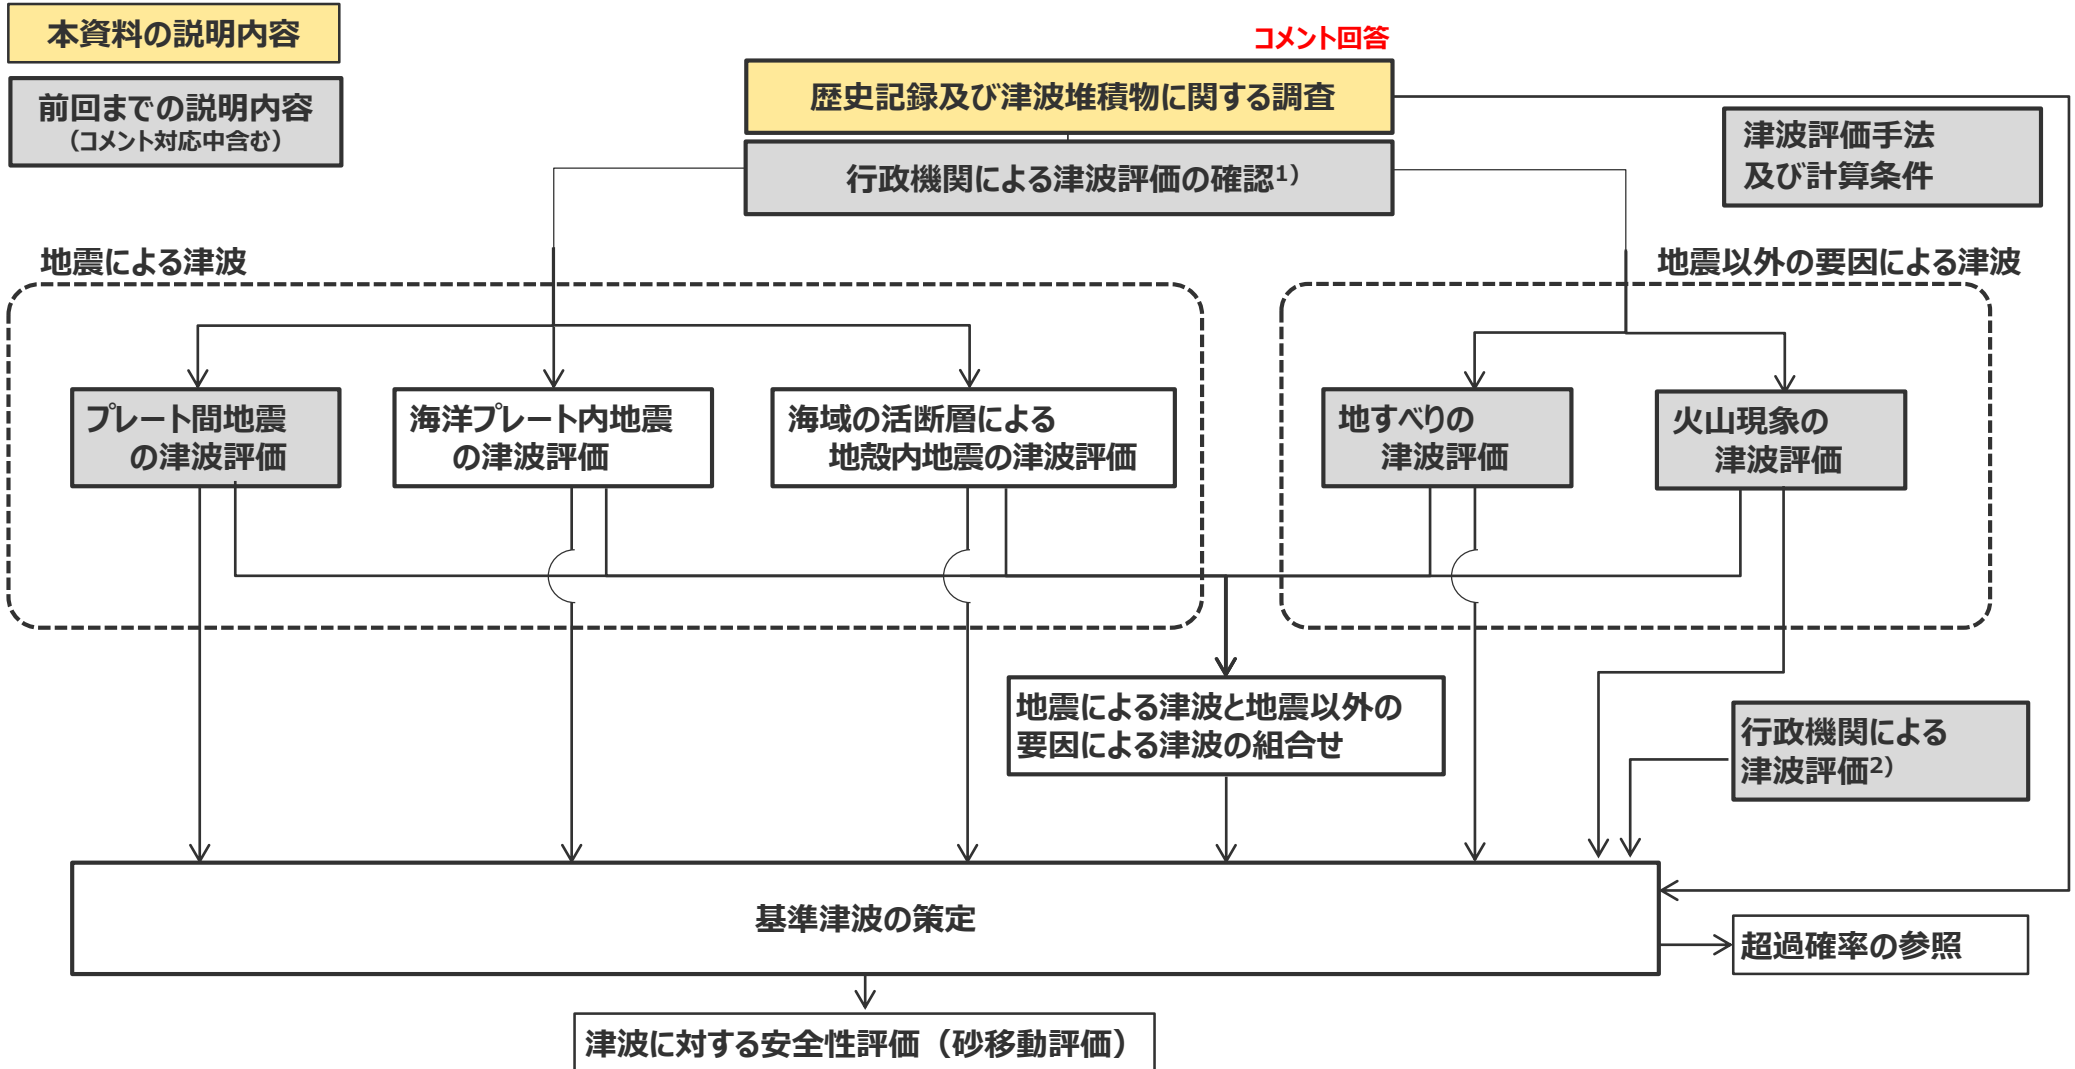 本資料の説明内容
前回までの説明内容
（コメント対応中含む）
コメント回答
歴史記録及び津波堆積物に関する調査
行政機関による津波評価の確認1）
津波評価手法
及び計算条件
地震による津波
地震以外の要因による津波
プレート間地震
の津波評価
海洋プレート内地震
の津波評価
海域の活断層による
地殻内地震の津波評価
地すべりの
津波評価
火山現象の
津波評価
地震による津波と地震以外の
要因による津波の組合せ
行政機関による
津波評価2）
基準津波の策定
超過確率の参照
津波に対する安全性評価（砂移動評価）